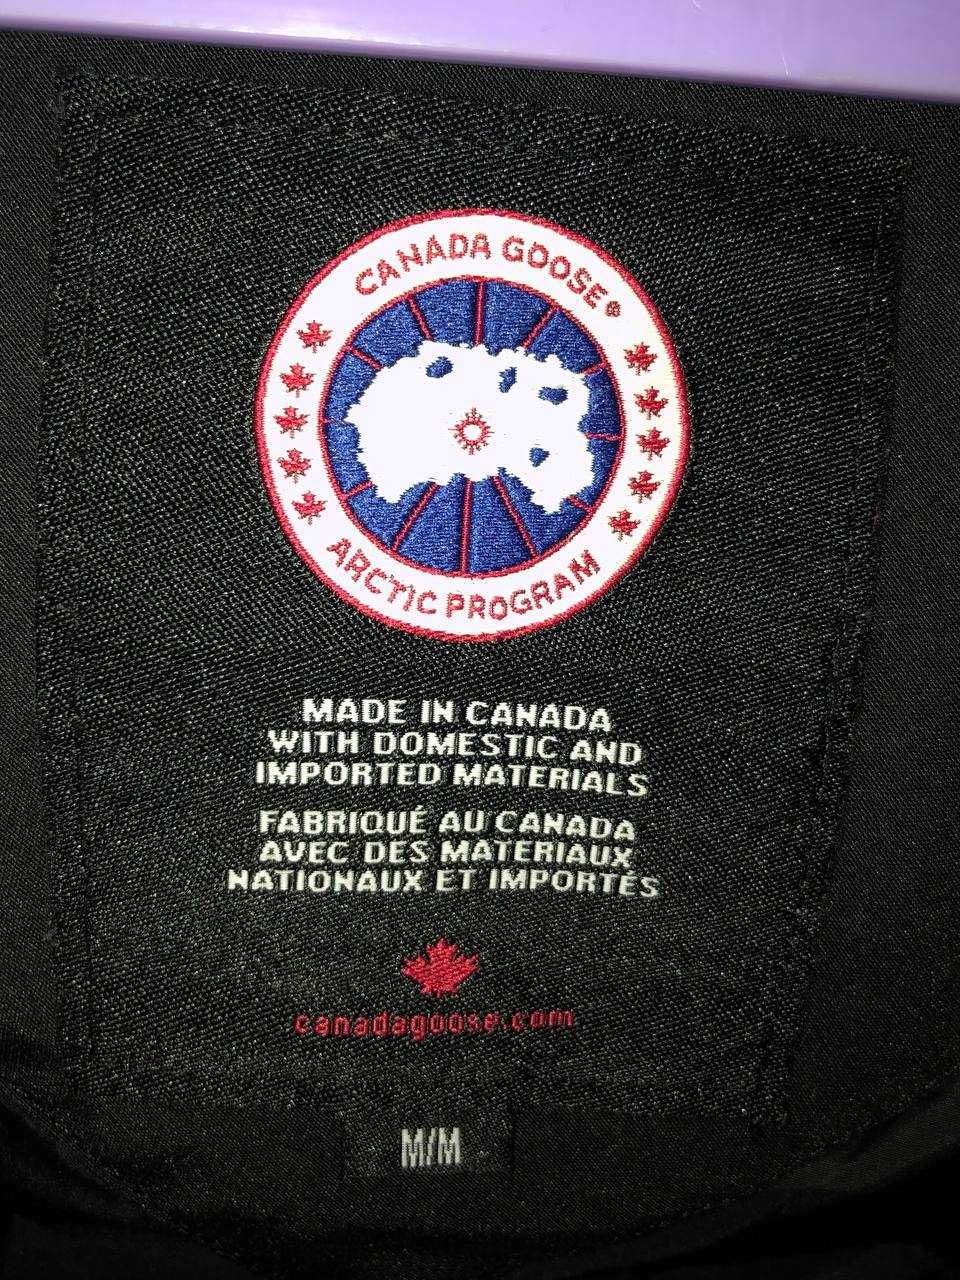 CANADA GOOSE®
ARCTIC PROGRAM
MADE IN CANADA
WITH DOMESTIC AND
IMPORTED MATERIALS
FABRIQUÉ AU CANADA
AVEC DES MATERIAUX
NATIONAUX ET IMPORTÉS
canadagoose.com
M/M